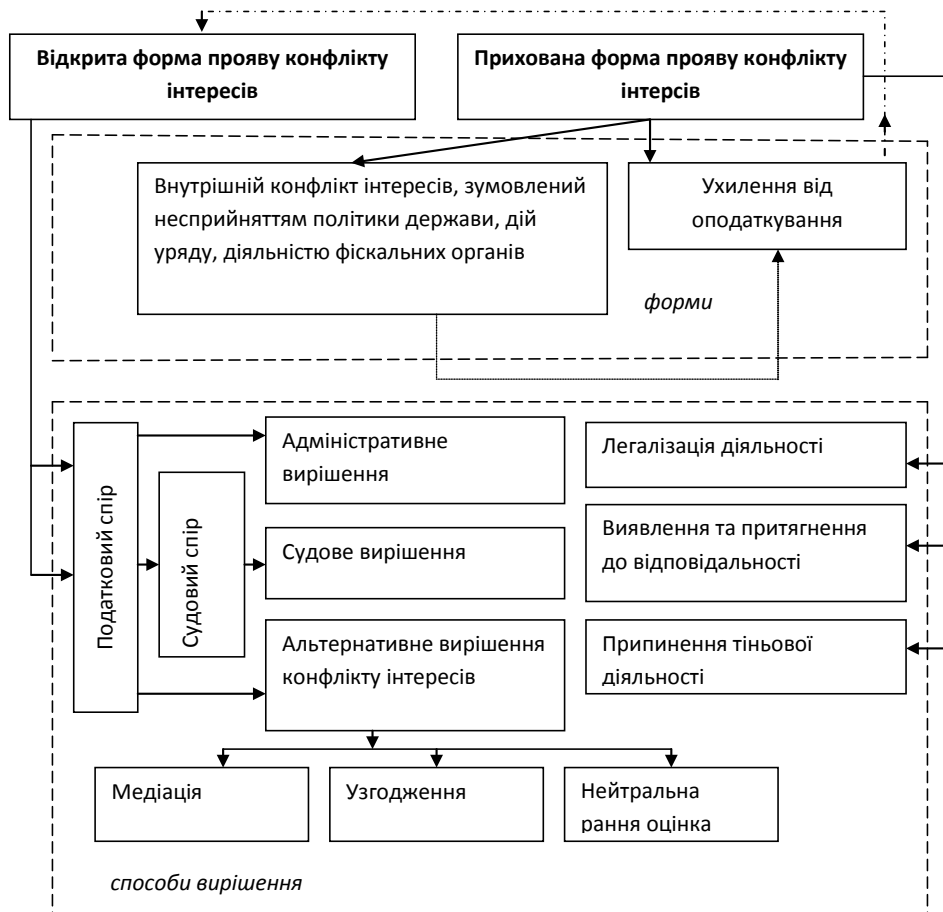 Відкрита форма прояву конфлікту
інтересів
Прихована форма прояву конфлікту
інтерсів
Внутрішній конфлікт інтересів, зумовлений
несприйняттям політики держави, дій
уряду, діяльністю фіскальних органів
Ухилення від
оподаткування
форми
Податковий спір
Судовий спір
Адміністративне
вирішення
Судове вирішення
Альтернативне вирішення
конфлікту інтересів
Легалізація діяльності
Виявлення та притягнення
до відповідальності
Припинення тіньової
діяльності
Медіація
Узгодження
Нейтральна
рання оцінка
способи вирішення